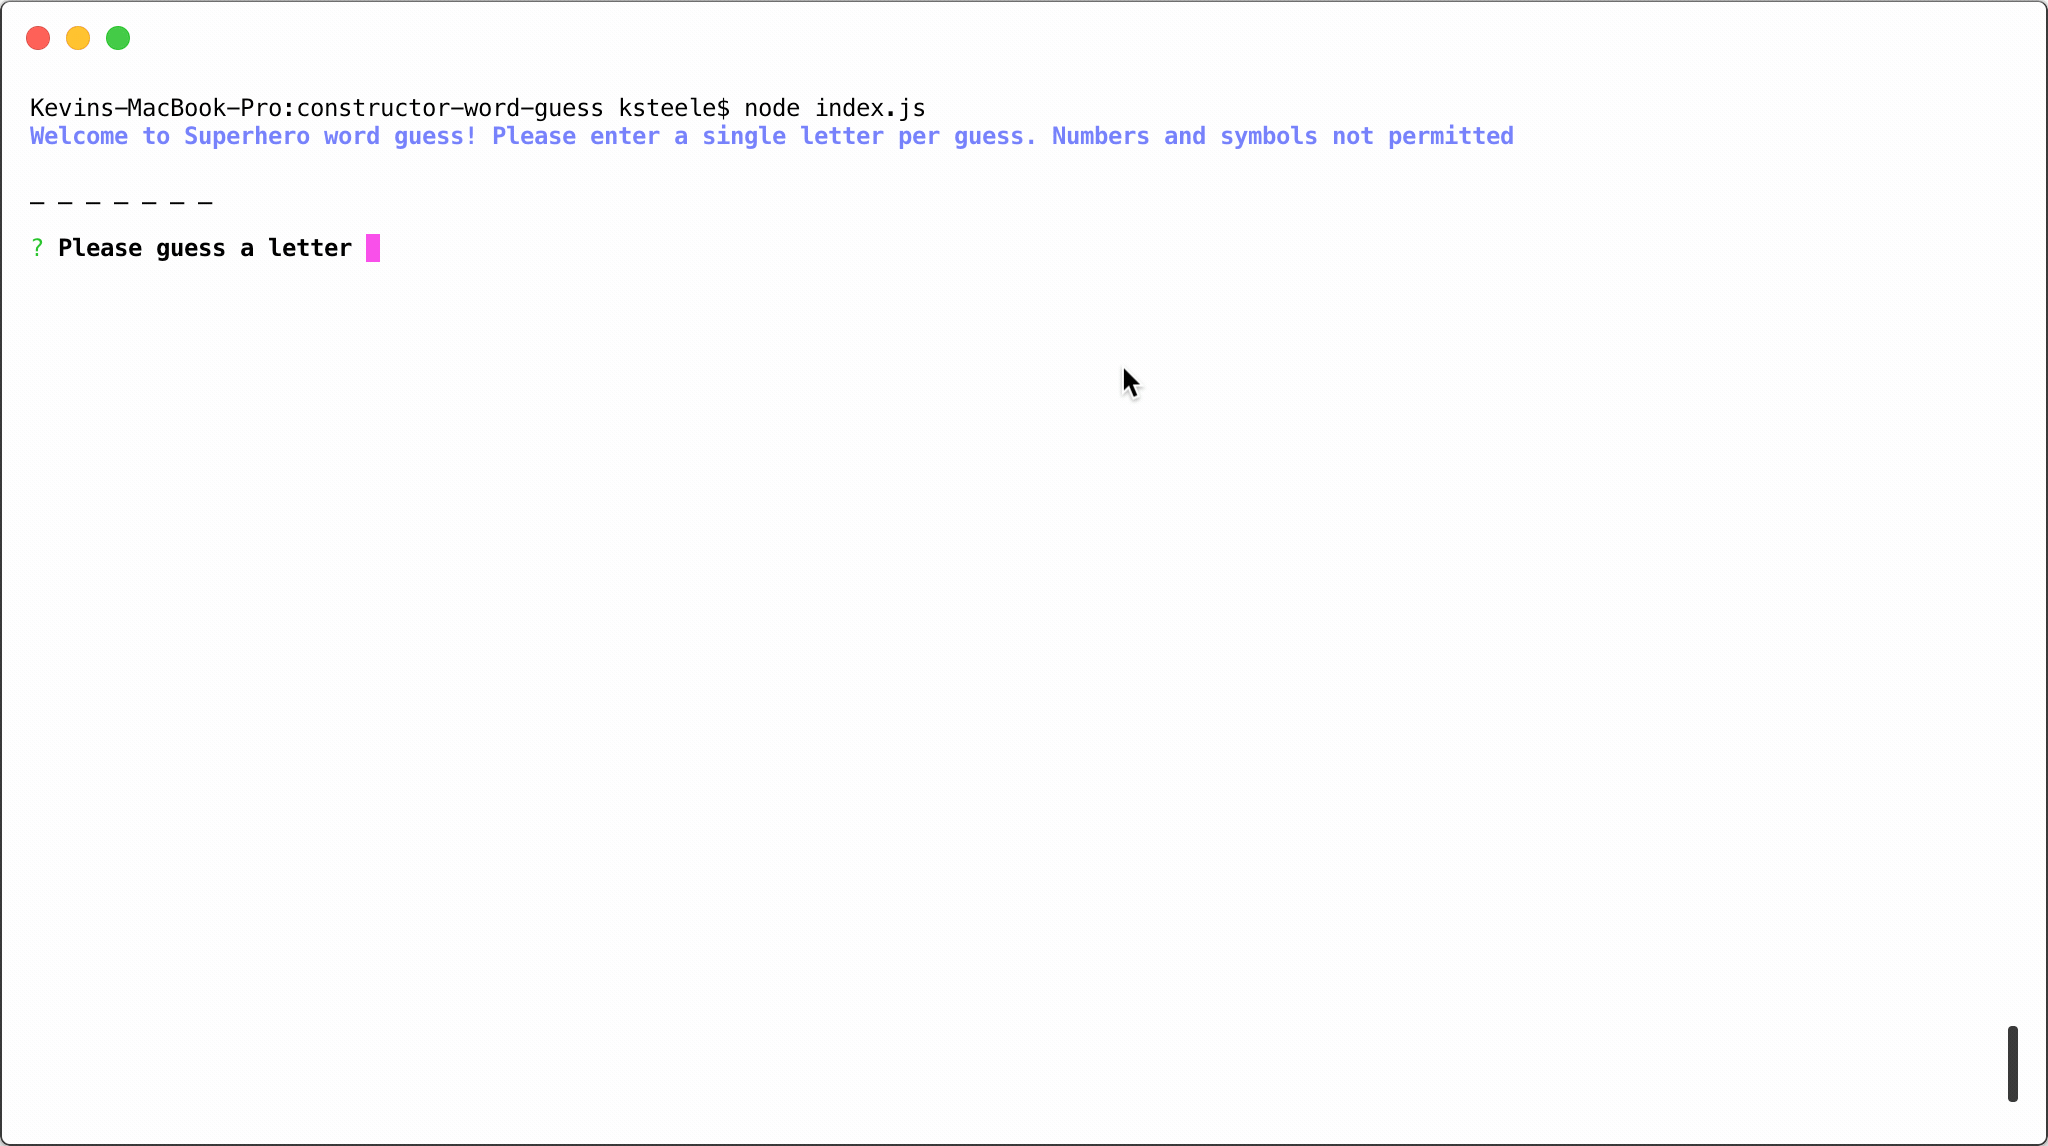 Kevins-MacBook-Pro:constructor-word-guess ksteele$ node index.js
Welcome to Superhero word guess! Please enter a single letter per guess. Numbers and symbols not permitted
_ _ _ _ _ _ _
? Please guess a letter